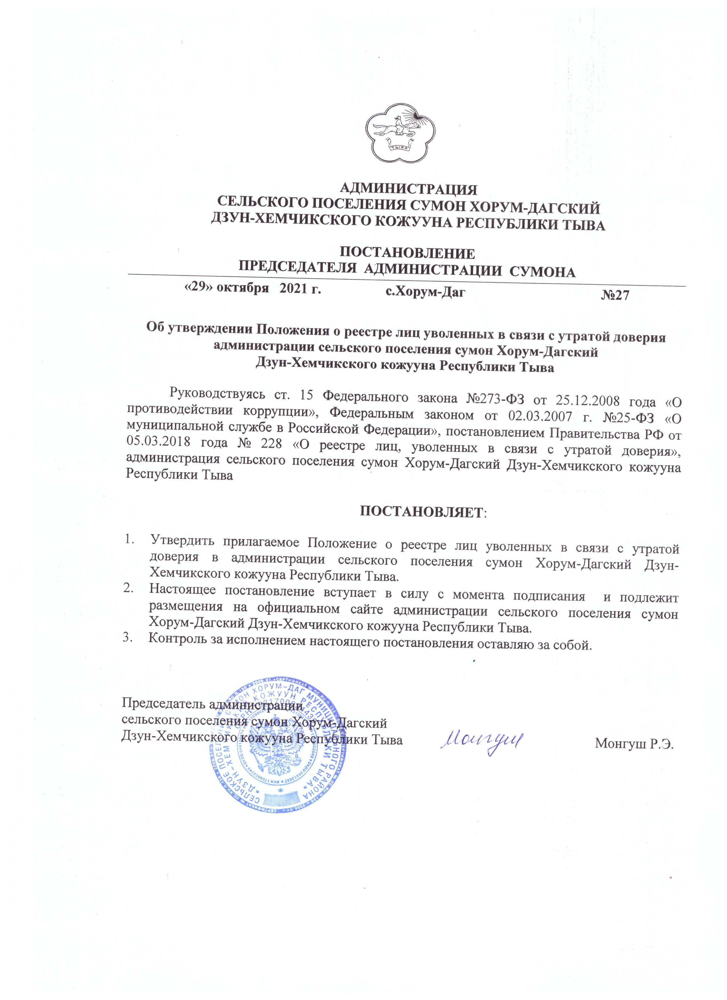 ТЫВА
АДМИНИСТРАЦИЯ
СЕЛЬСКОГО ПОСЕЛЕНИЯ СУМОН ХОРУМ-ДАГСКИЙ
ДЗУН-ХЕМЧИКСКОГО КОЖУУНА РЕСПУБЛИКИ ТЫВА
ПОСТАНОВЛЕНИЕ
ПРЕДСЕДАТЕЛЯ АДМИНИСТРАЦИИ СУМОНА
«29» октября 2021 г. с.Хорум-Даг №27
Об утверждении Положения о реестре лиц уволенных в связи с утратой доверия
администрации сельского поселения сумон Хорум-Дагский
Дзун-Хемчикского кожууна Республики Тыва
Руководствуясь ст. 15 Федерального закона №273-ФЗ от 25.12.2008 года «О
противодействии коррупции», Федеральным законом от 02.03.2007 г. №25-ФЗ «О
муниципальной службе в Российской Федерации», постановлением Правительства РФ от
05.03.2018 года № 228 «О реестре лиц, уволенных в связи с утратой доверия»,
администрация сельского поселения сумон Хорум-Дагский Дзун-Хемчикского кожууна
Республики Тыва
ПОСТАНОВЛЯЕТ:
1. Утвердить прилагаемое Положение о реестре лиц уволенных в связи с утратой
доверия в администрации сельского поселения сумон Хорум-Дагский Дзун-
Хемчикского кожууна Республики Тыва.
2. Настоящее постановление вступает в силу с момента подписания и подлежит
размещения на официальном сайте администрации сельского поселения сумон
Хорум-Дагский Дзун-Хемчикского кожууна Республики Тыва.
3. Контроль за исполнением настоящего постановления оставляю за собой.
Председатель администрации
сельского поселения сумон Хорум-Дагский
Дзун-Хемчикского кожууна Республики Тыва Монгуш Монгуш Р.Э.
СЕЛЬСКОЕ ПОСЕЛЕНИЕ СУМОН ХОРУМ-ДАГ МУНИЦИПАЛЬНОГО РАЙОНА
«ДЗУН-ХЕМЧИКСКИЙ КОЖУУН РЕСПУБЛИКИ ТЫВА»
ИНН 1709002049 * ОКПО 04313687